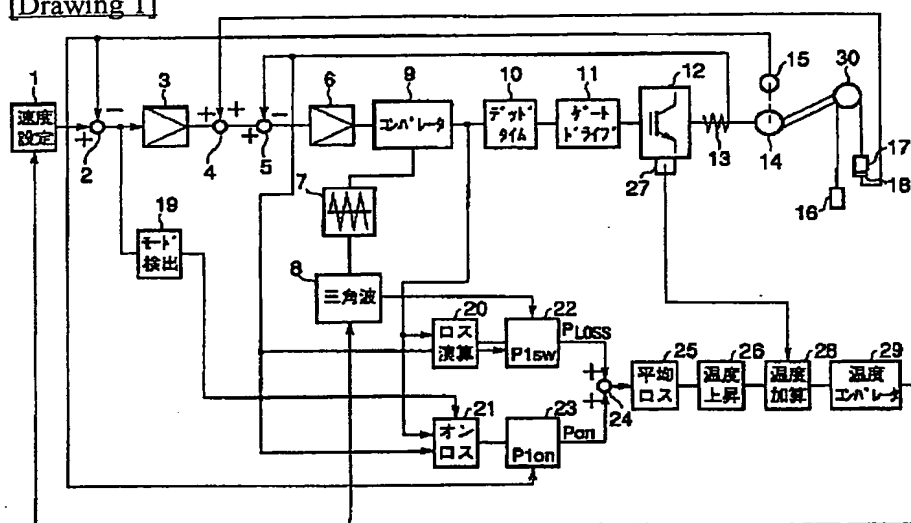 [Drawing 1]
15
30
1
3
6
9
10
11
12
速度
設定
コンパレータ
デッド
タイム
ゲート
ドライブ
2
4
5
13
14
17
18
16
27
7
19
モード
検出
8
三角波
20
22
PLOSS
ロス
演算
P1sw
25
26
28
29
平均
ロス
温度
上昇
温度
加算
温度
コンパレータ
24
21
23
オン
ロス
P1on
Pon